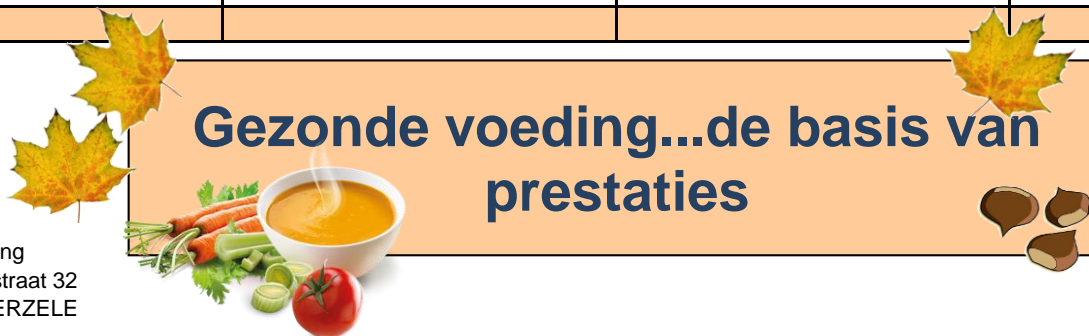 Gezonde voeding...de basis van
prestaties
ng
straat 32
ERZELE